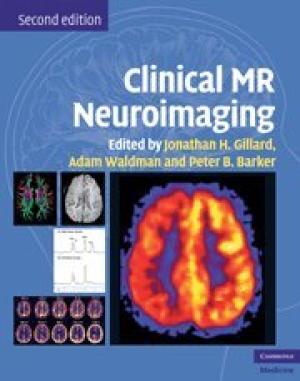 Second edition
Clinical MR
Neuroimaging
Edited by Jonathan H. Gillard,
Adam Waldman and Peter B. Barker
CAMBRIDGE
Medicine